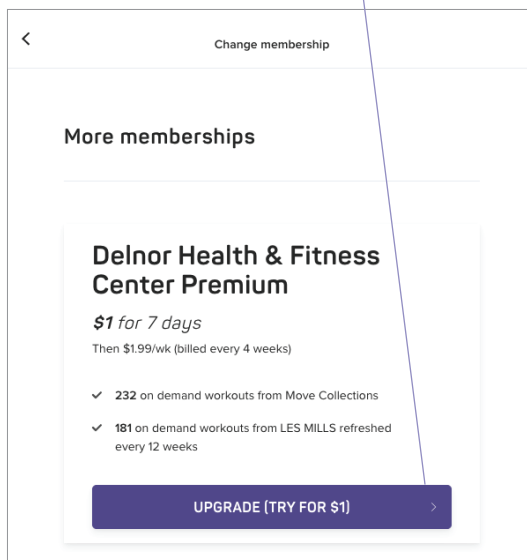 Change membership
More memberships
Delnor Health & Fitness
Center Premium
$1 for 7 days
Then $1.99/wk (billed every 4 weeks)
232 on demand workouts from Move Collections
181 on demand workouts from LES MILLS refreshed
every 12 weeks
UPGRADE (TRY FOR $1)